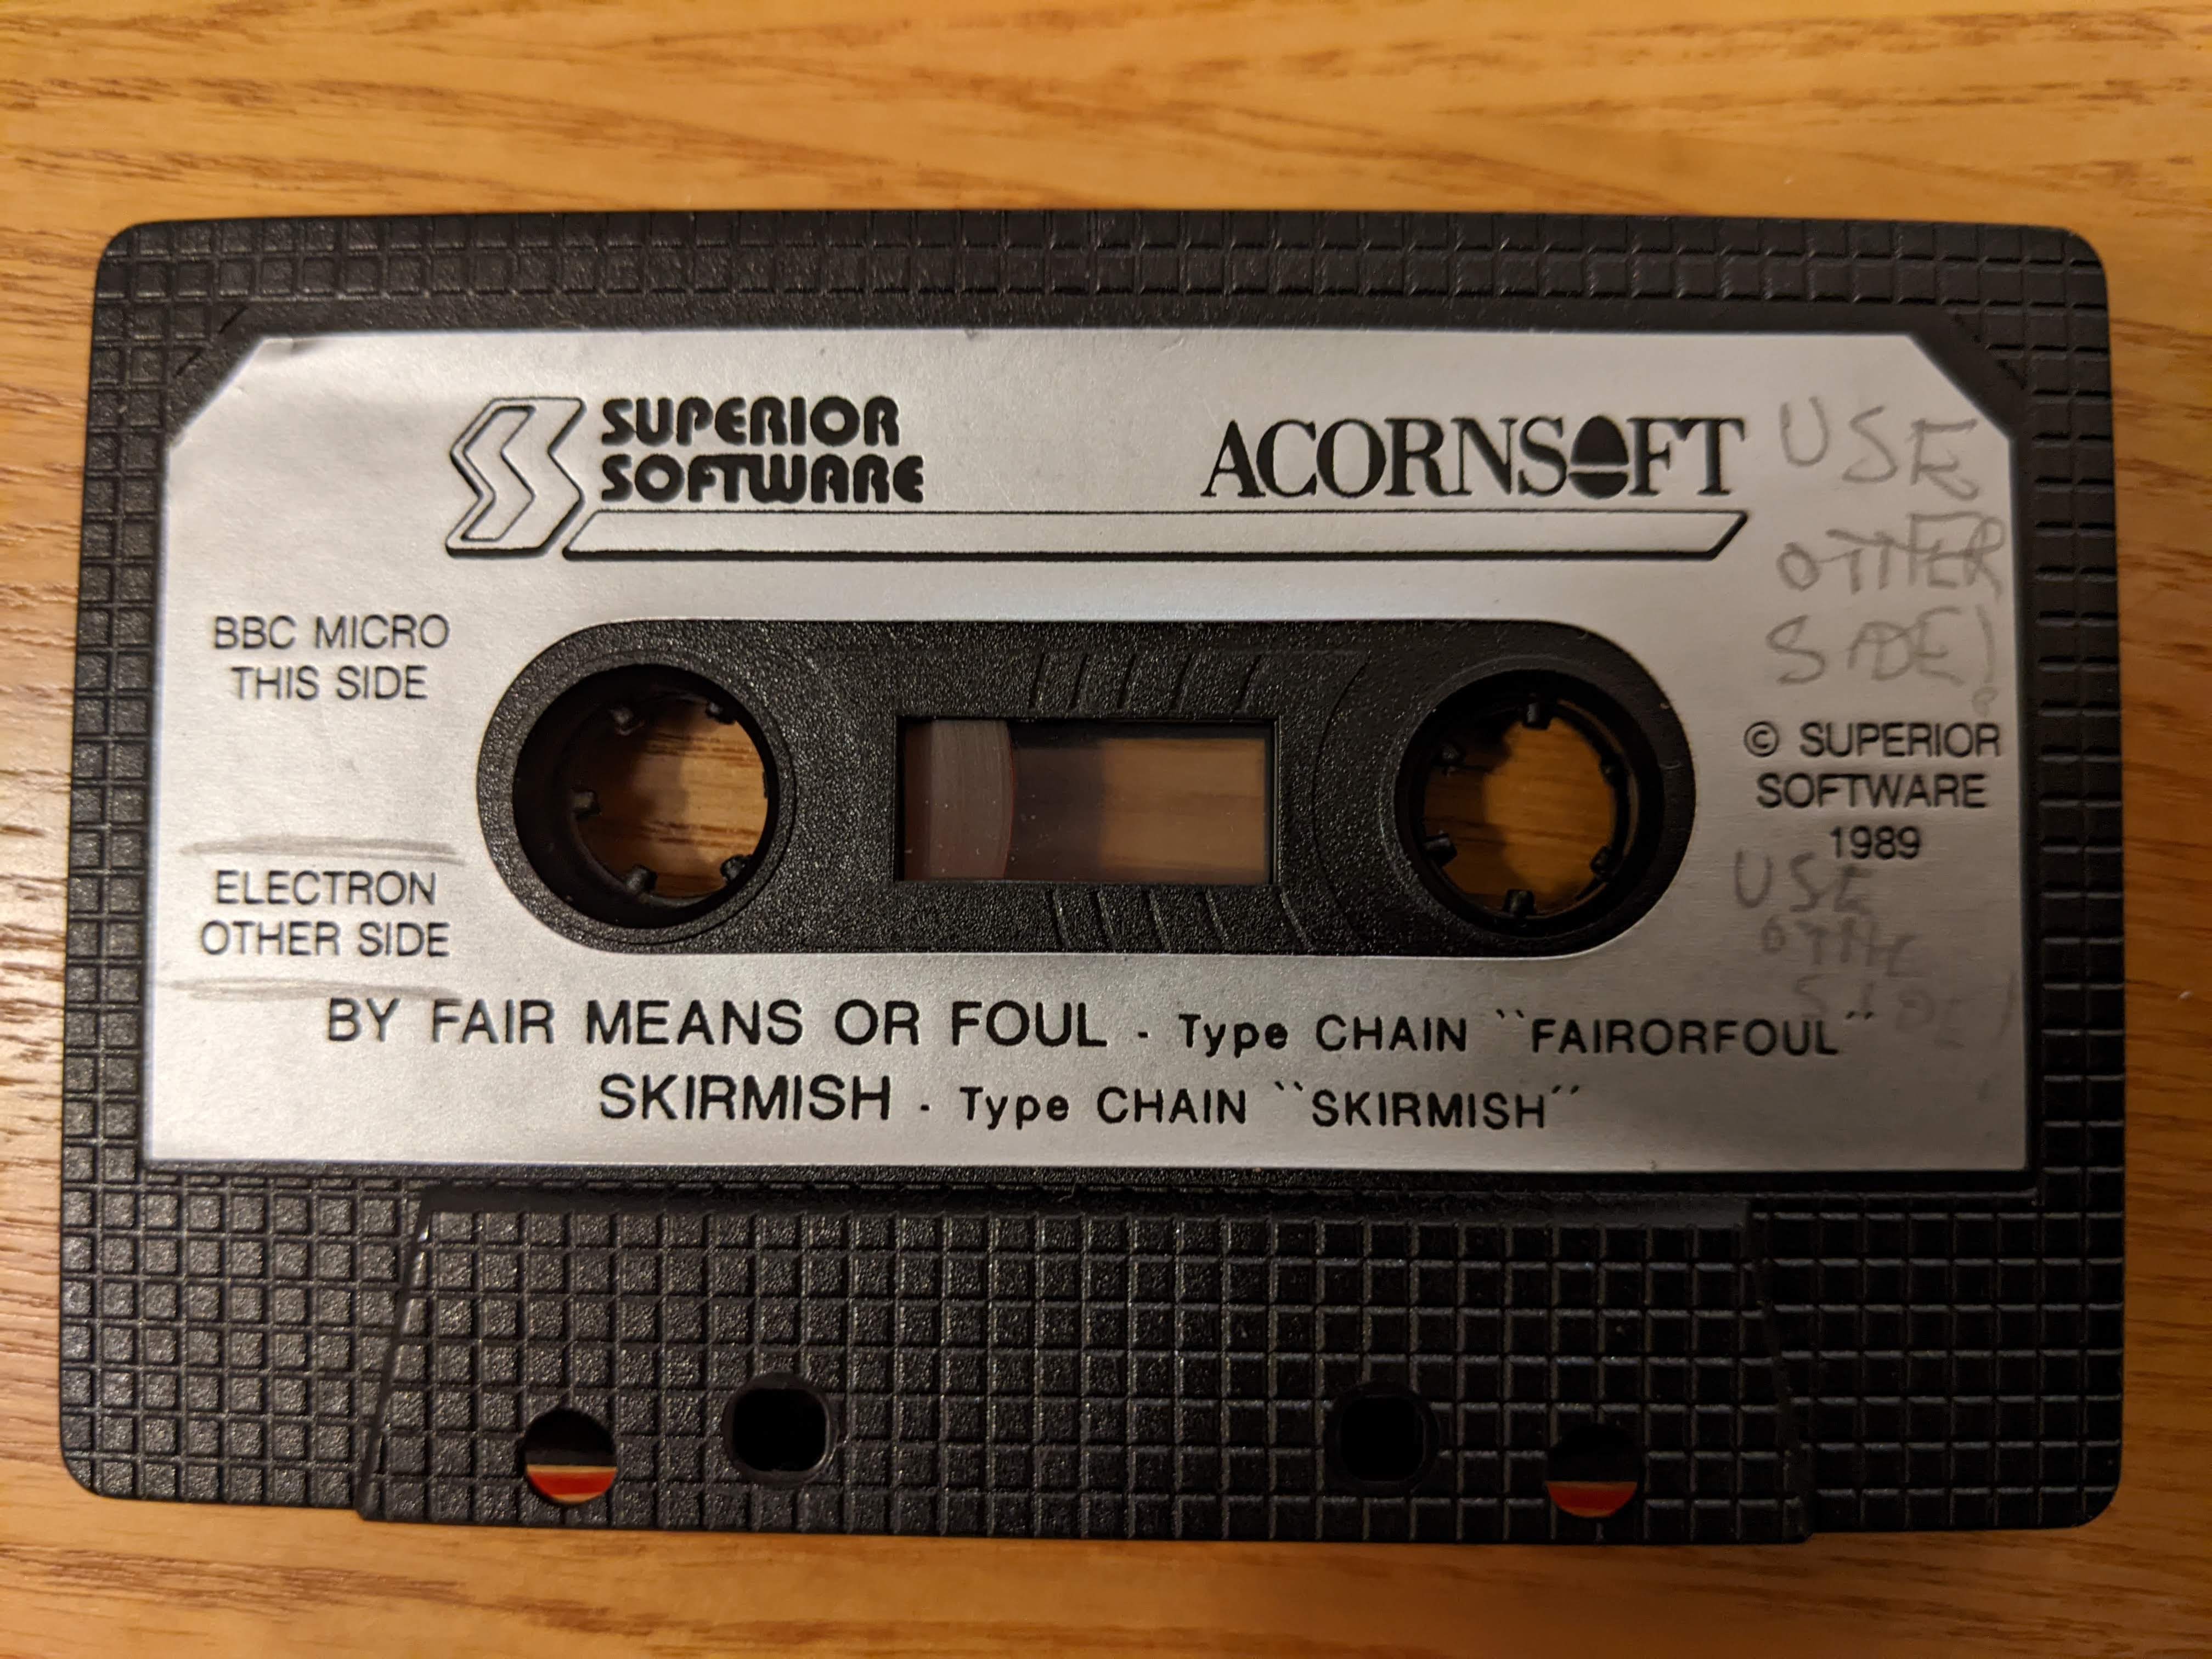 SUPERIOR
SOFTWARE
ACORNSOFT
USE
OTHER
SIDE!
BBC MICRO
THIS SIDE
© SUPERIOR
SOFTWARE
1989
ELECTRON
OTHER SIDE
USE
BY FAIR MEANS OR FOUL - Type CHAIN ``FAIRORFOUL´´
SKIRMISH - Type CHAIN ``SKIRMISH´´